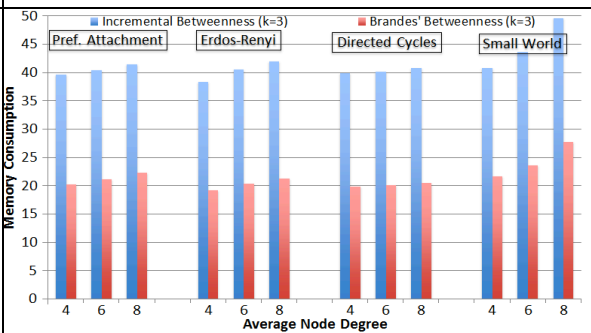 Incremental Betweenness (k=3) Brandes' Betweenness (k=3)
Pref. Attachment Erdos-Renyi Directed Cycles Small World
Memory Consumption
50
45
40
35
30
25
20
15
10
5
0
4 6 8 4 6 8 4 6 8 4 6 8
Average Node Degree